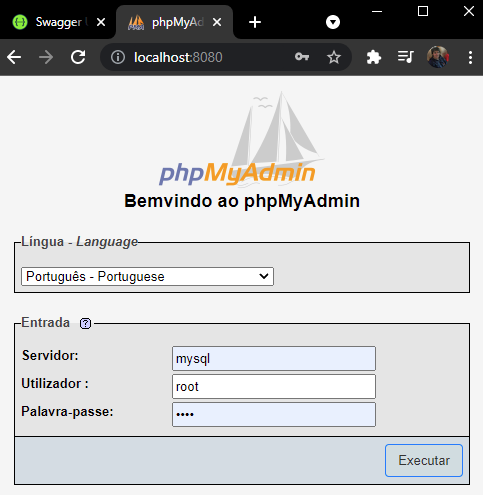 Swagger U
phpMyAd
localhost:8080
phpMyAdmin
Bemvindo ao phpMyAdmin
Língua - Language
Português - Portuguese
Entrada ?
Servidor: mysql
Utilizador : root
Palavra-passe: ••••
Executar